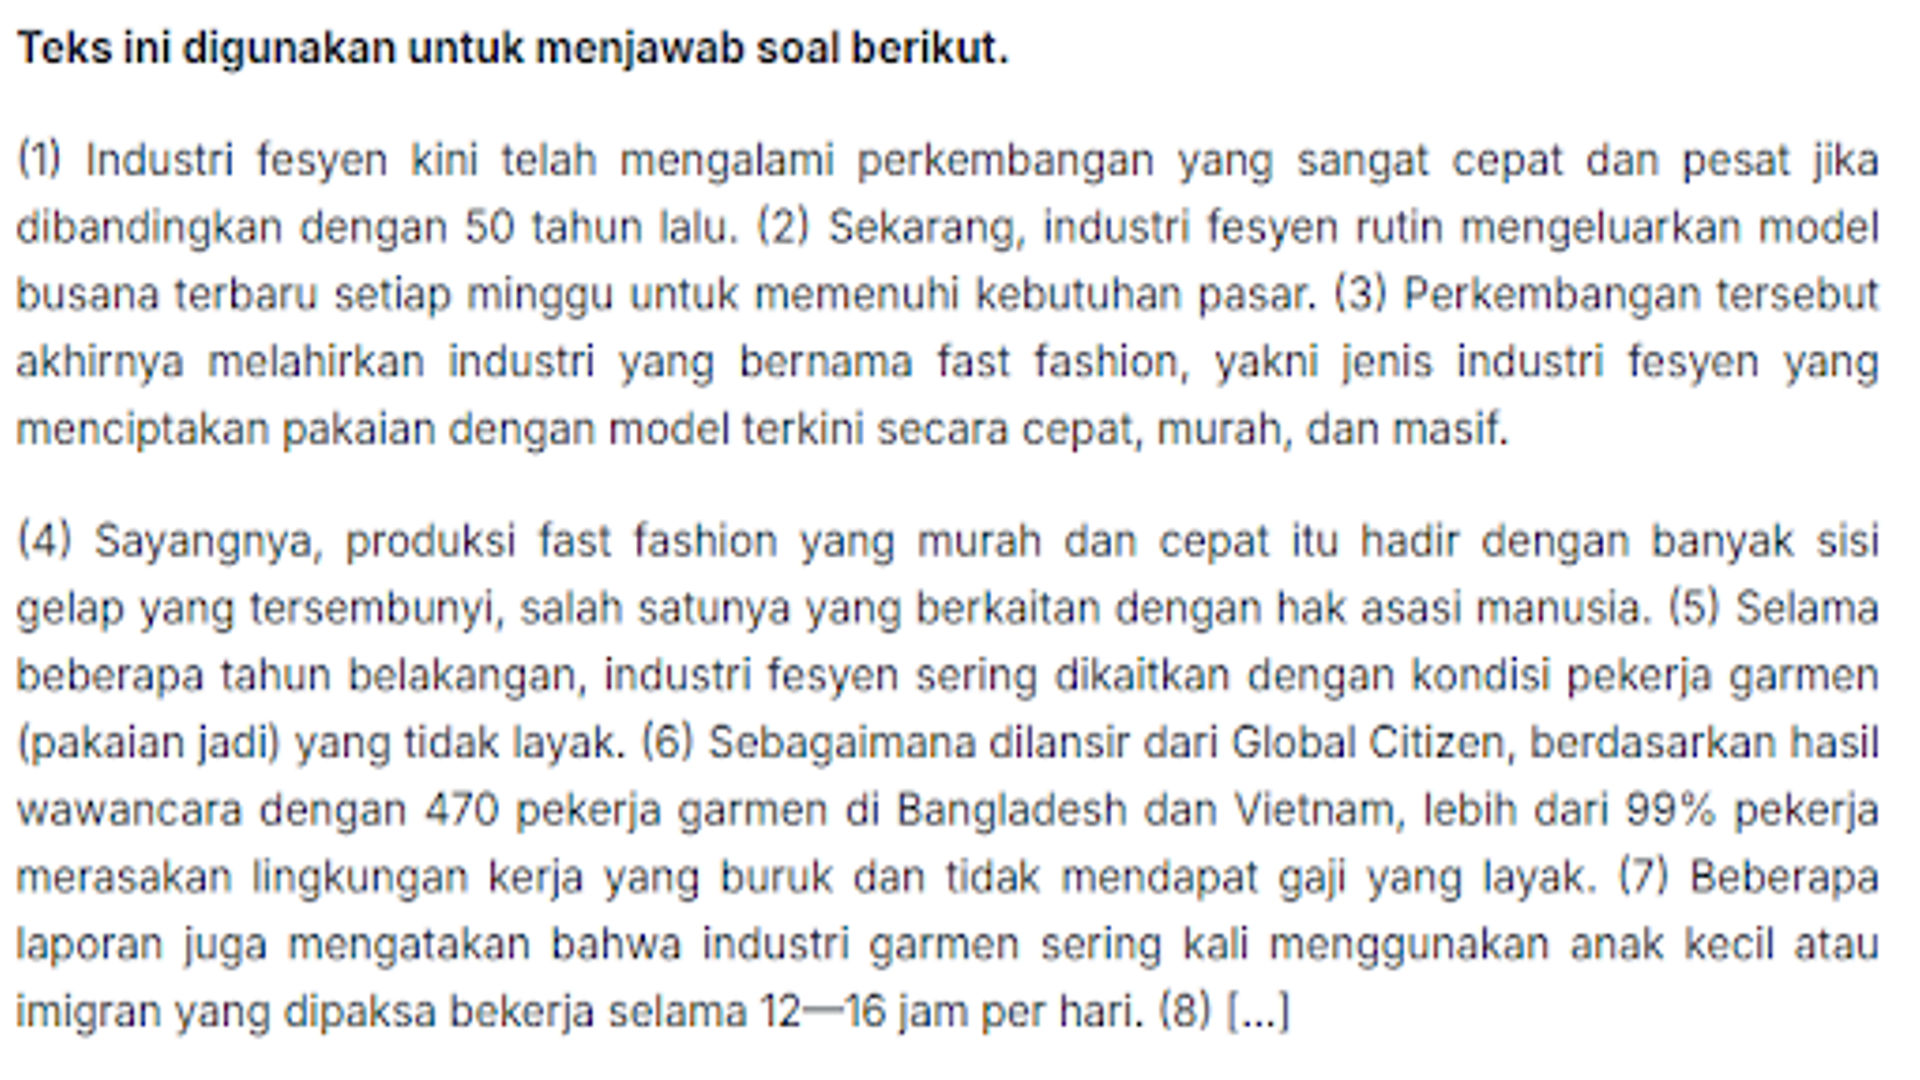 Teks ini digunakan untuk menjawab soal berikut.
(1) Industri fesyen kini telah mengalami perkembangan yang sangat cepat dan pesat jika
dibandingkan dengan 50 tahun lalu. (2) Sekarang, industri fesyen rutin mengeluarkan model
busana terbaru setiap minggu untuk memenuhi kebutuhan pasar. (3) Perkembangan tersebut
akhirnya melahirkan industri yang bernama fast fashion, yakni jenis industri fesyen yang
menciptakan pakaian dengan model terkini secara cepat, murah, dan masif.
(4) Sayangnya, produksi fast fashion yang murah dan cepat itu hadir dengan banyak sisi
gelap yang tersembunyi, salah satunya yang berkaitan dengan hak asasi manusia. (5) Selama
beberapa tahun belakangan, industri fesyen sering dikaitkan dengan kondisi pekerja garmen
(pakaian jadi) yang tidak layak. (6) Sebagaimana dilansir dari Global Citizen, berdasarkan hasil
wawancara dengan 470 pekerja garmen di Bangladesh dan Vietnam, lebih dari 99% pekerja
merasakan lingkungan kerja yang buruk dan tidak mendapat gaji yang layak. (7) Beberapa
laporan juga mengatakan bahwa industri garmen sering kali menggunakan anak kecil atau
imigran yang dipaksa bekerja selama 12—16 jam per hari. (8) [...]